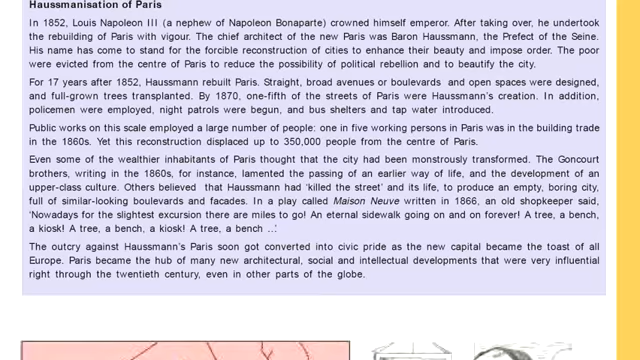 Haussmanisation of Paris
In 1852, Louis Napoleon III (a nephew of Napoleon Bonaparte) crowned himself emperor. After taking over, he undertook
the rebuilding of Paris with vigour. The chief architect of the new Paris was Baron Haussmann, the Prefect of the Seine.
His name has come to stand for the forcible reconstruction of cities to enhance their beauty and impose order. The poor
were evicted from the centre of Paris to reduce the possibility of political rebellion and to beautify the city.
For 17 years after 1852, Haussmann rebuilt Paris. Straight, broad avenues or boulevards and open spaces were designed,
and full-grown trees transplanted. By 1870, one-fifth of the streets of Paris were Haussmann's creation. In addition,
policemen were employed, night patrols were begun, and bus shelters and tap water introduced.
Public works on this scale employed a large number of people: one in five working persons in Paris was in the building trade
in the 1860s. Yet this reconstruction displaced up to 350,000 people from the centre of Paris.
Even some of the wealthier inhabitants of Paris thought that the city had been monstrously transformed. The Goncourt
brothers, writing in the 1860s, for instance, lamented the passing of an earlier way of life, and the development of an
upper-class culture. Others believed that Haussmann had 'killed the street' and its life, to produce an empty, boring city,
full of similar-looking boulevards and facades. In a play called Maison Neuve written in 1866, an old shopkeeper said,
'Nowadays for the slightest excursion there are miles to go! An eternal sidewalk going on and on forever! A tree, a bench,
a kiosk! A tree, a bench, a kiosk! A tree, a bench ...'
The outcry against Haussmann's Paris soon got converted into civic pride as the new capital became the toast of all
Europe. Paris became the hub of many new architectural, social and intellectual developments that were very influential
right through the twentieth century, even in other parts of the globe.